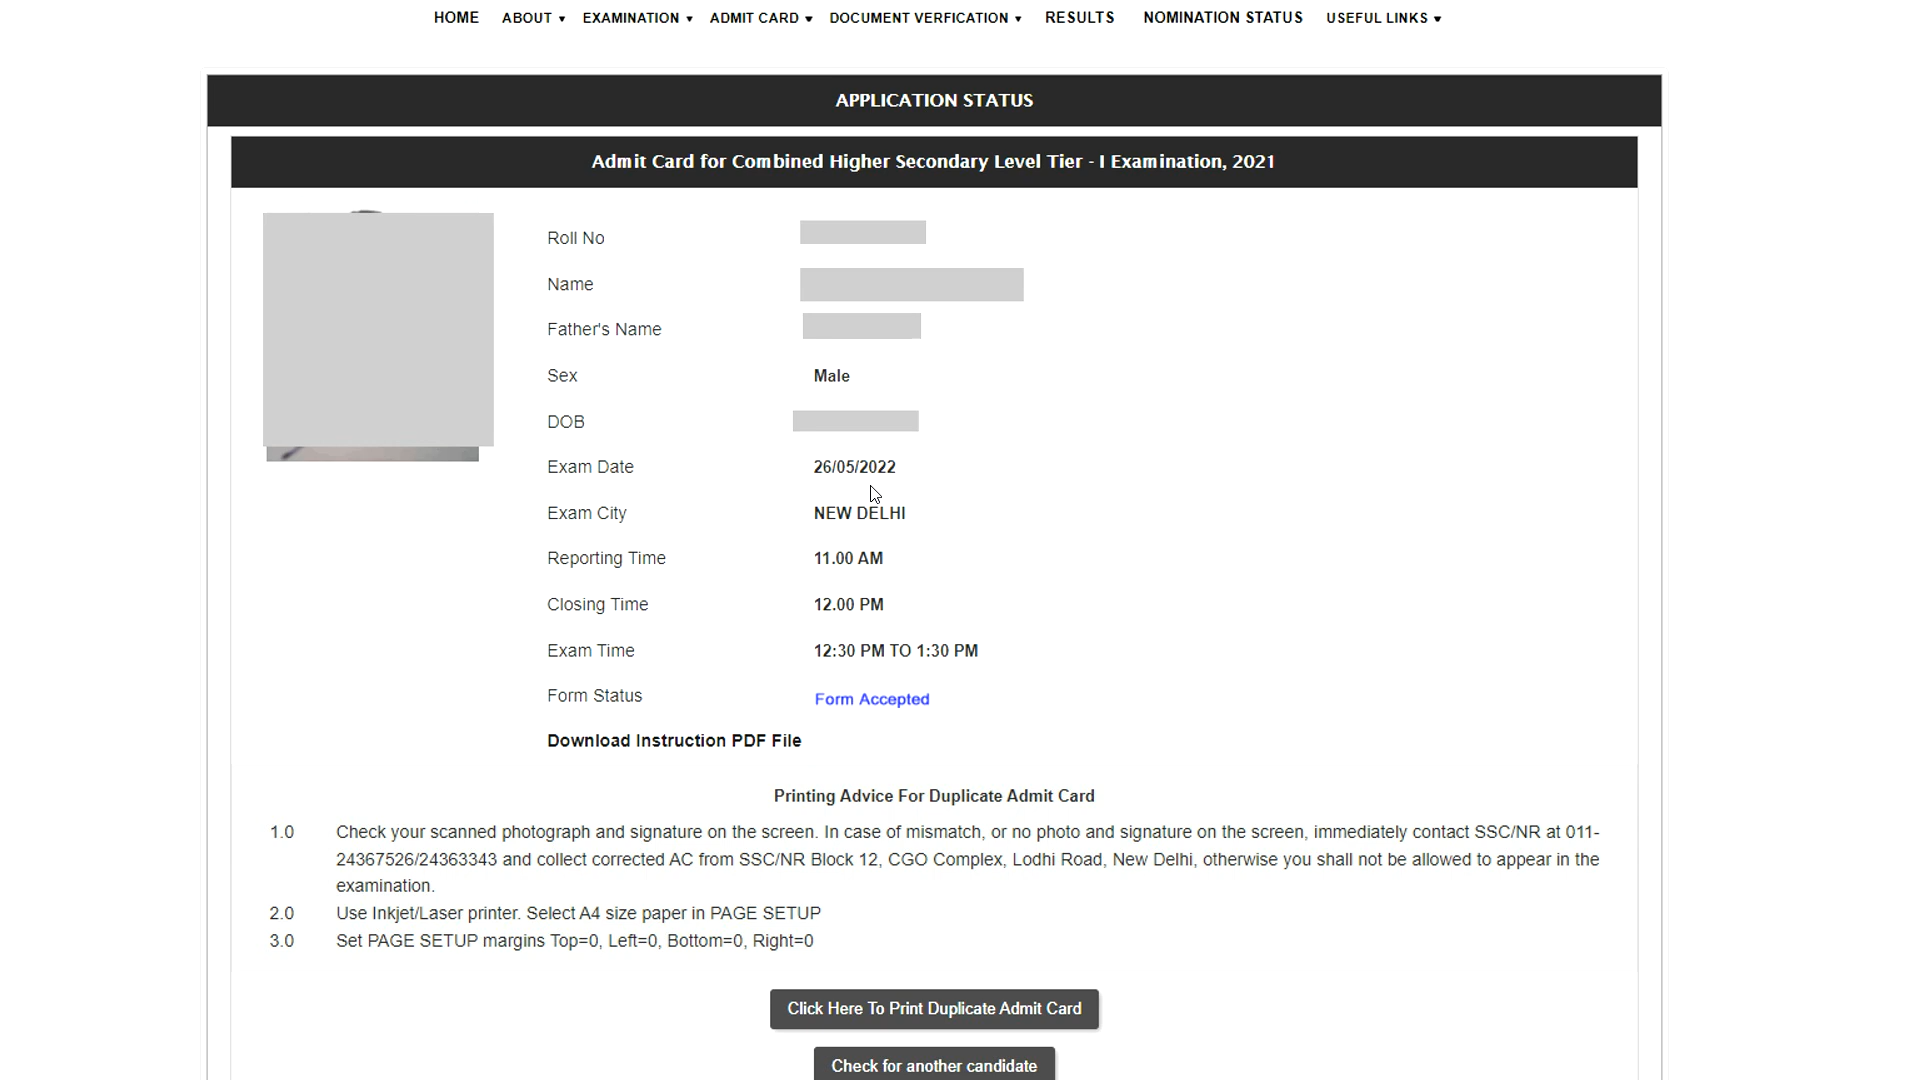 HOME ABOUT ▾ EXAMINATION ▾ ADMIT CARD ▾ DOCUMENT VERFICATION ▾ RESULTS NOMINATION STATUS USEFUL LINKS ▾
APPLICATION STATUS
Admit Card for Combined Higher Secondary Level Tier - I Examination, 2021
Roll No
Name
Father's Name
Sex Male
DOB
Exam Date 26/05/2022
Exam City NEW DELHI
Reporting Time 11.00 AM
Closing Time 12.00 PM
Exam Time 12:30 PM TO 1:30 PM
Form Status Form Accepted
Download Instruction PDF File
Printing Advice For Duplicate Admit Card
1.0 Check your scanned photograph and signature on the screen. In case of mismatch, or no photo and signature on the screen, immediately contact SSC/NR at 011-
24367526/24363343 and collect corrected AC from SSC/NR Block 12, CGO Complex, Lodhi Road, New Delhi, otherwise you shall not be allowed to appear in the
examination.
2.0 Use Inkjet/Laser printer. Select A4 size paper in PAGE SETUP
3.0 Set PAGE SETUP margins Top=0, Left=0, Bottom=0, Right=0
Click Here To Print Duplicate Admit Card
Check for another candidate